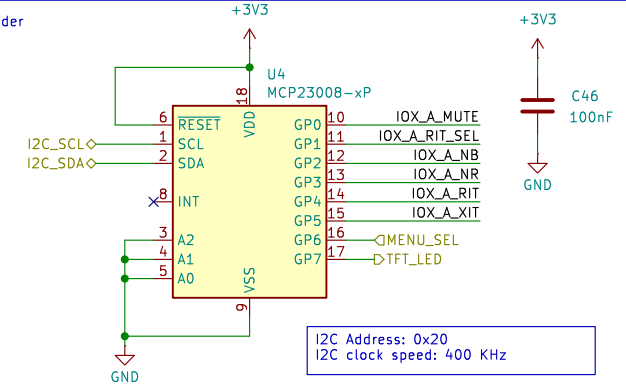 der
+3V3
+3V3
U4
MCP23008-xP
18
VDD
6 RESET
1 SCL
2 SDA
8 INT
3 A2
4 A1
5 A0
I2C_SCL
I2C_SDA
GP0 10 IOX_A_MUTE
GP1 11 IOX_A_RIT_SEL
GP2 12 IOX_A_NB
GP3 13 IOX_A_NR
GP4 14 IOX_A_RIT
GP5 15 IOX_A_XIT
GP6 16 MENU_SEL
GP7 17 TFT_LED
VSS
9
GND
C46
100nF
GND
I2C Address: 0x20
I2C clock speed: 400 KHz